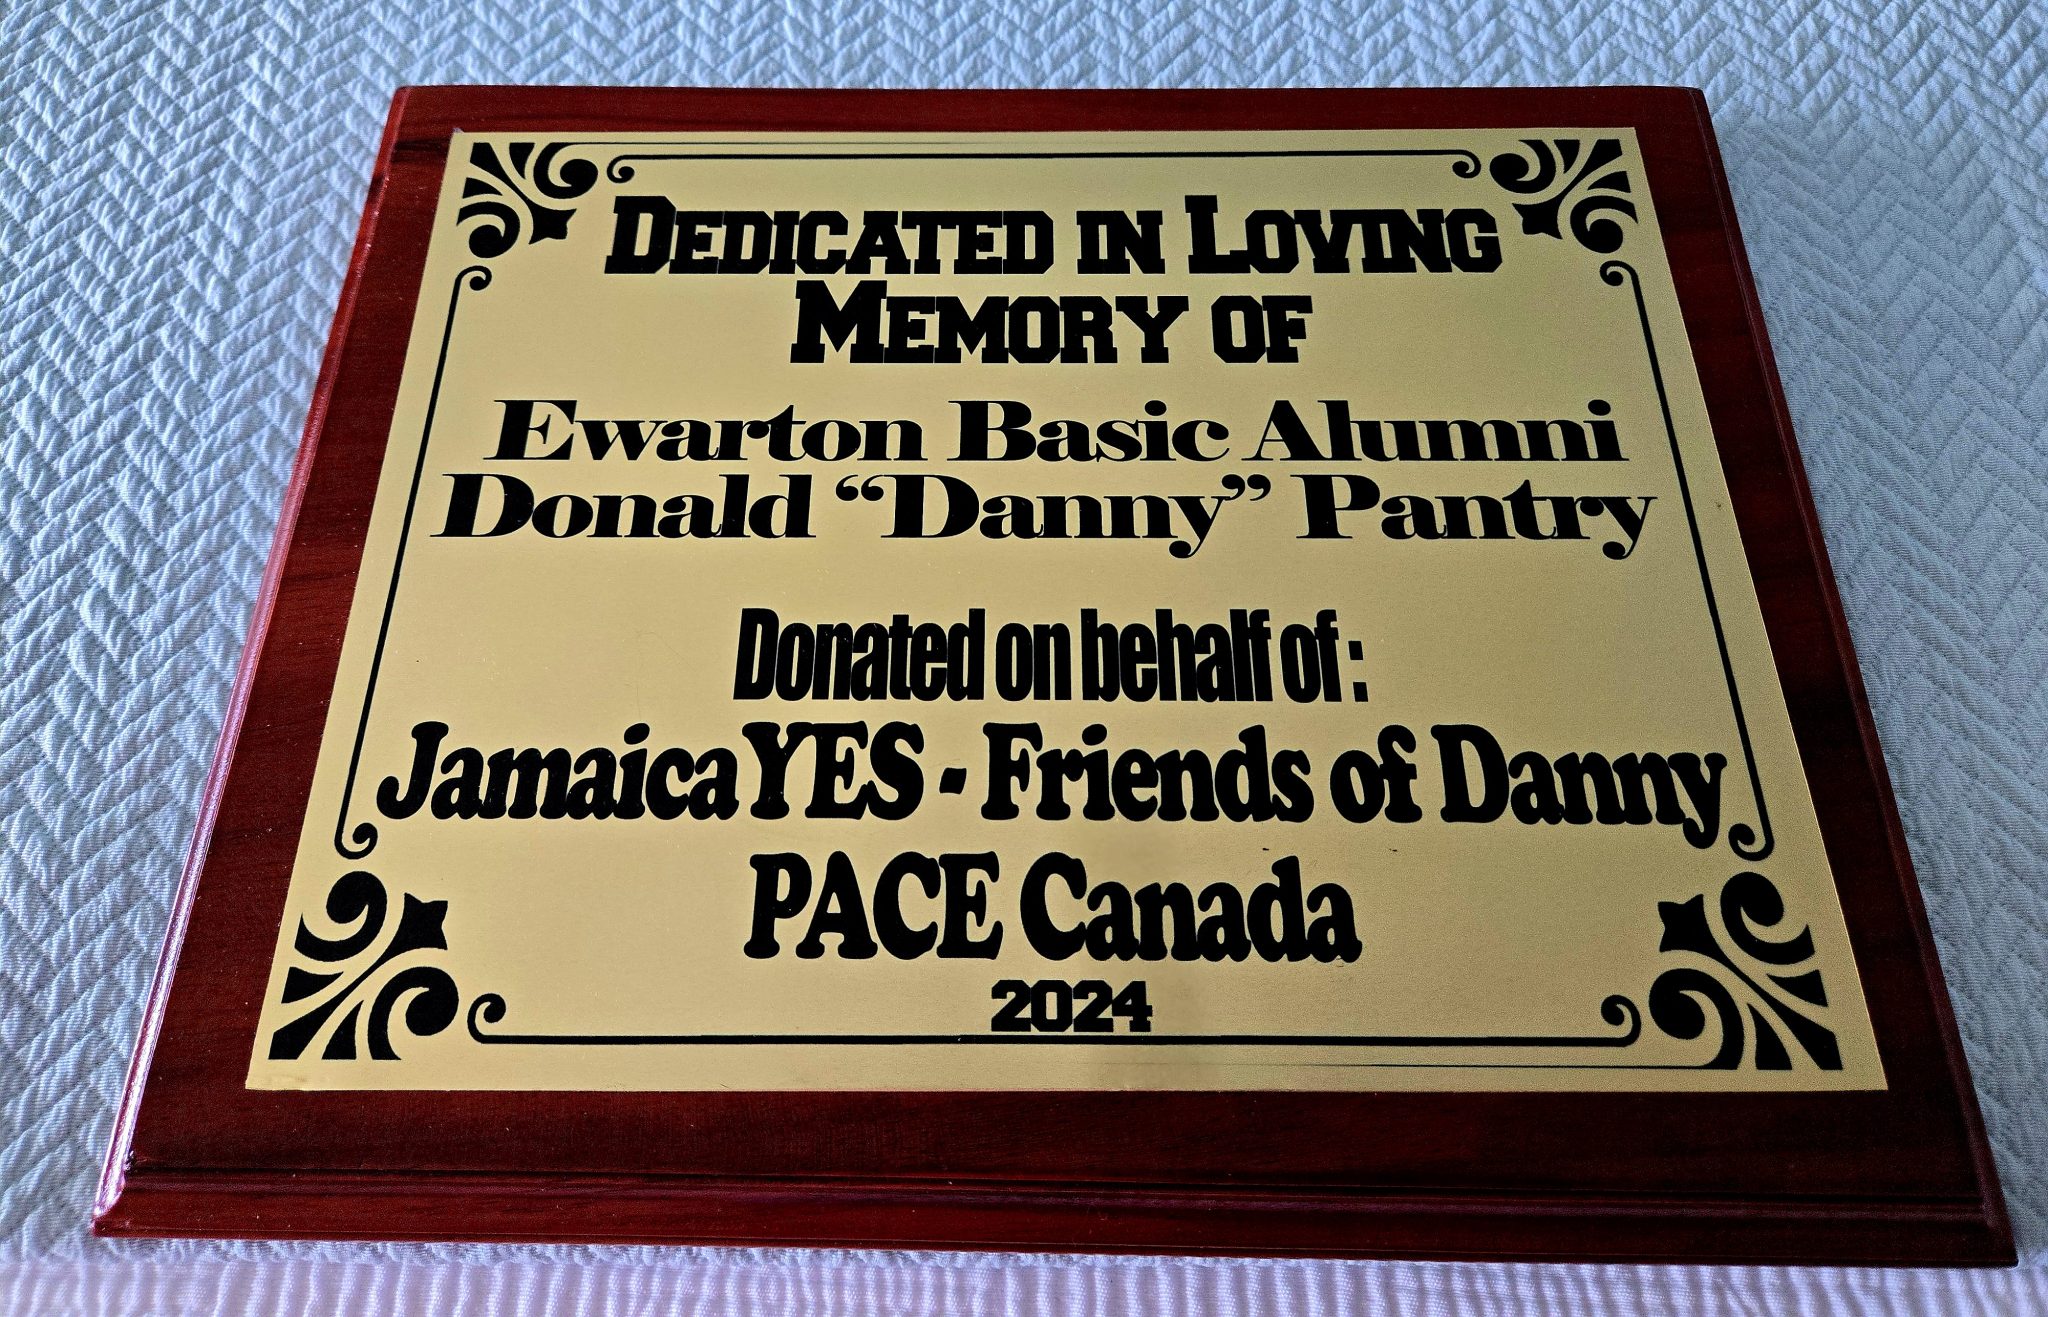 DEDICATED IN LOVING
MEMORY OF
Ewarton Basic Alumni
Donald “Danny” Pantry
Donated on behalf of :
JamaicaYES - Friends of Danny
PACE Canada
2024